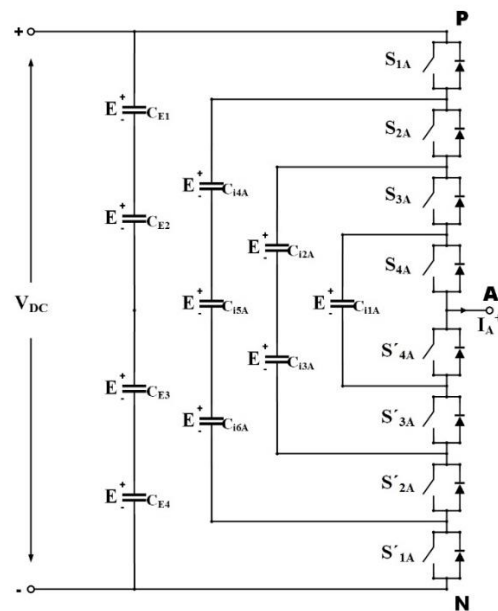 P
+
S1A
E + - CE1
S2A
E + - Ci4A
S3A
E + - CE2
E + - Ci2A
S4A
VDC
E + - Ci5A
E + - Ci1A
A
IA +
S´4A
E + - Ci3A
E + - CE3
S´3A
E + - Ci6A
S´2A
E + - CE4
S´1A
-
N